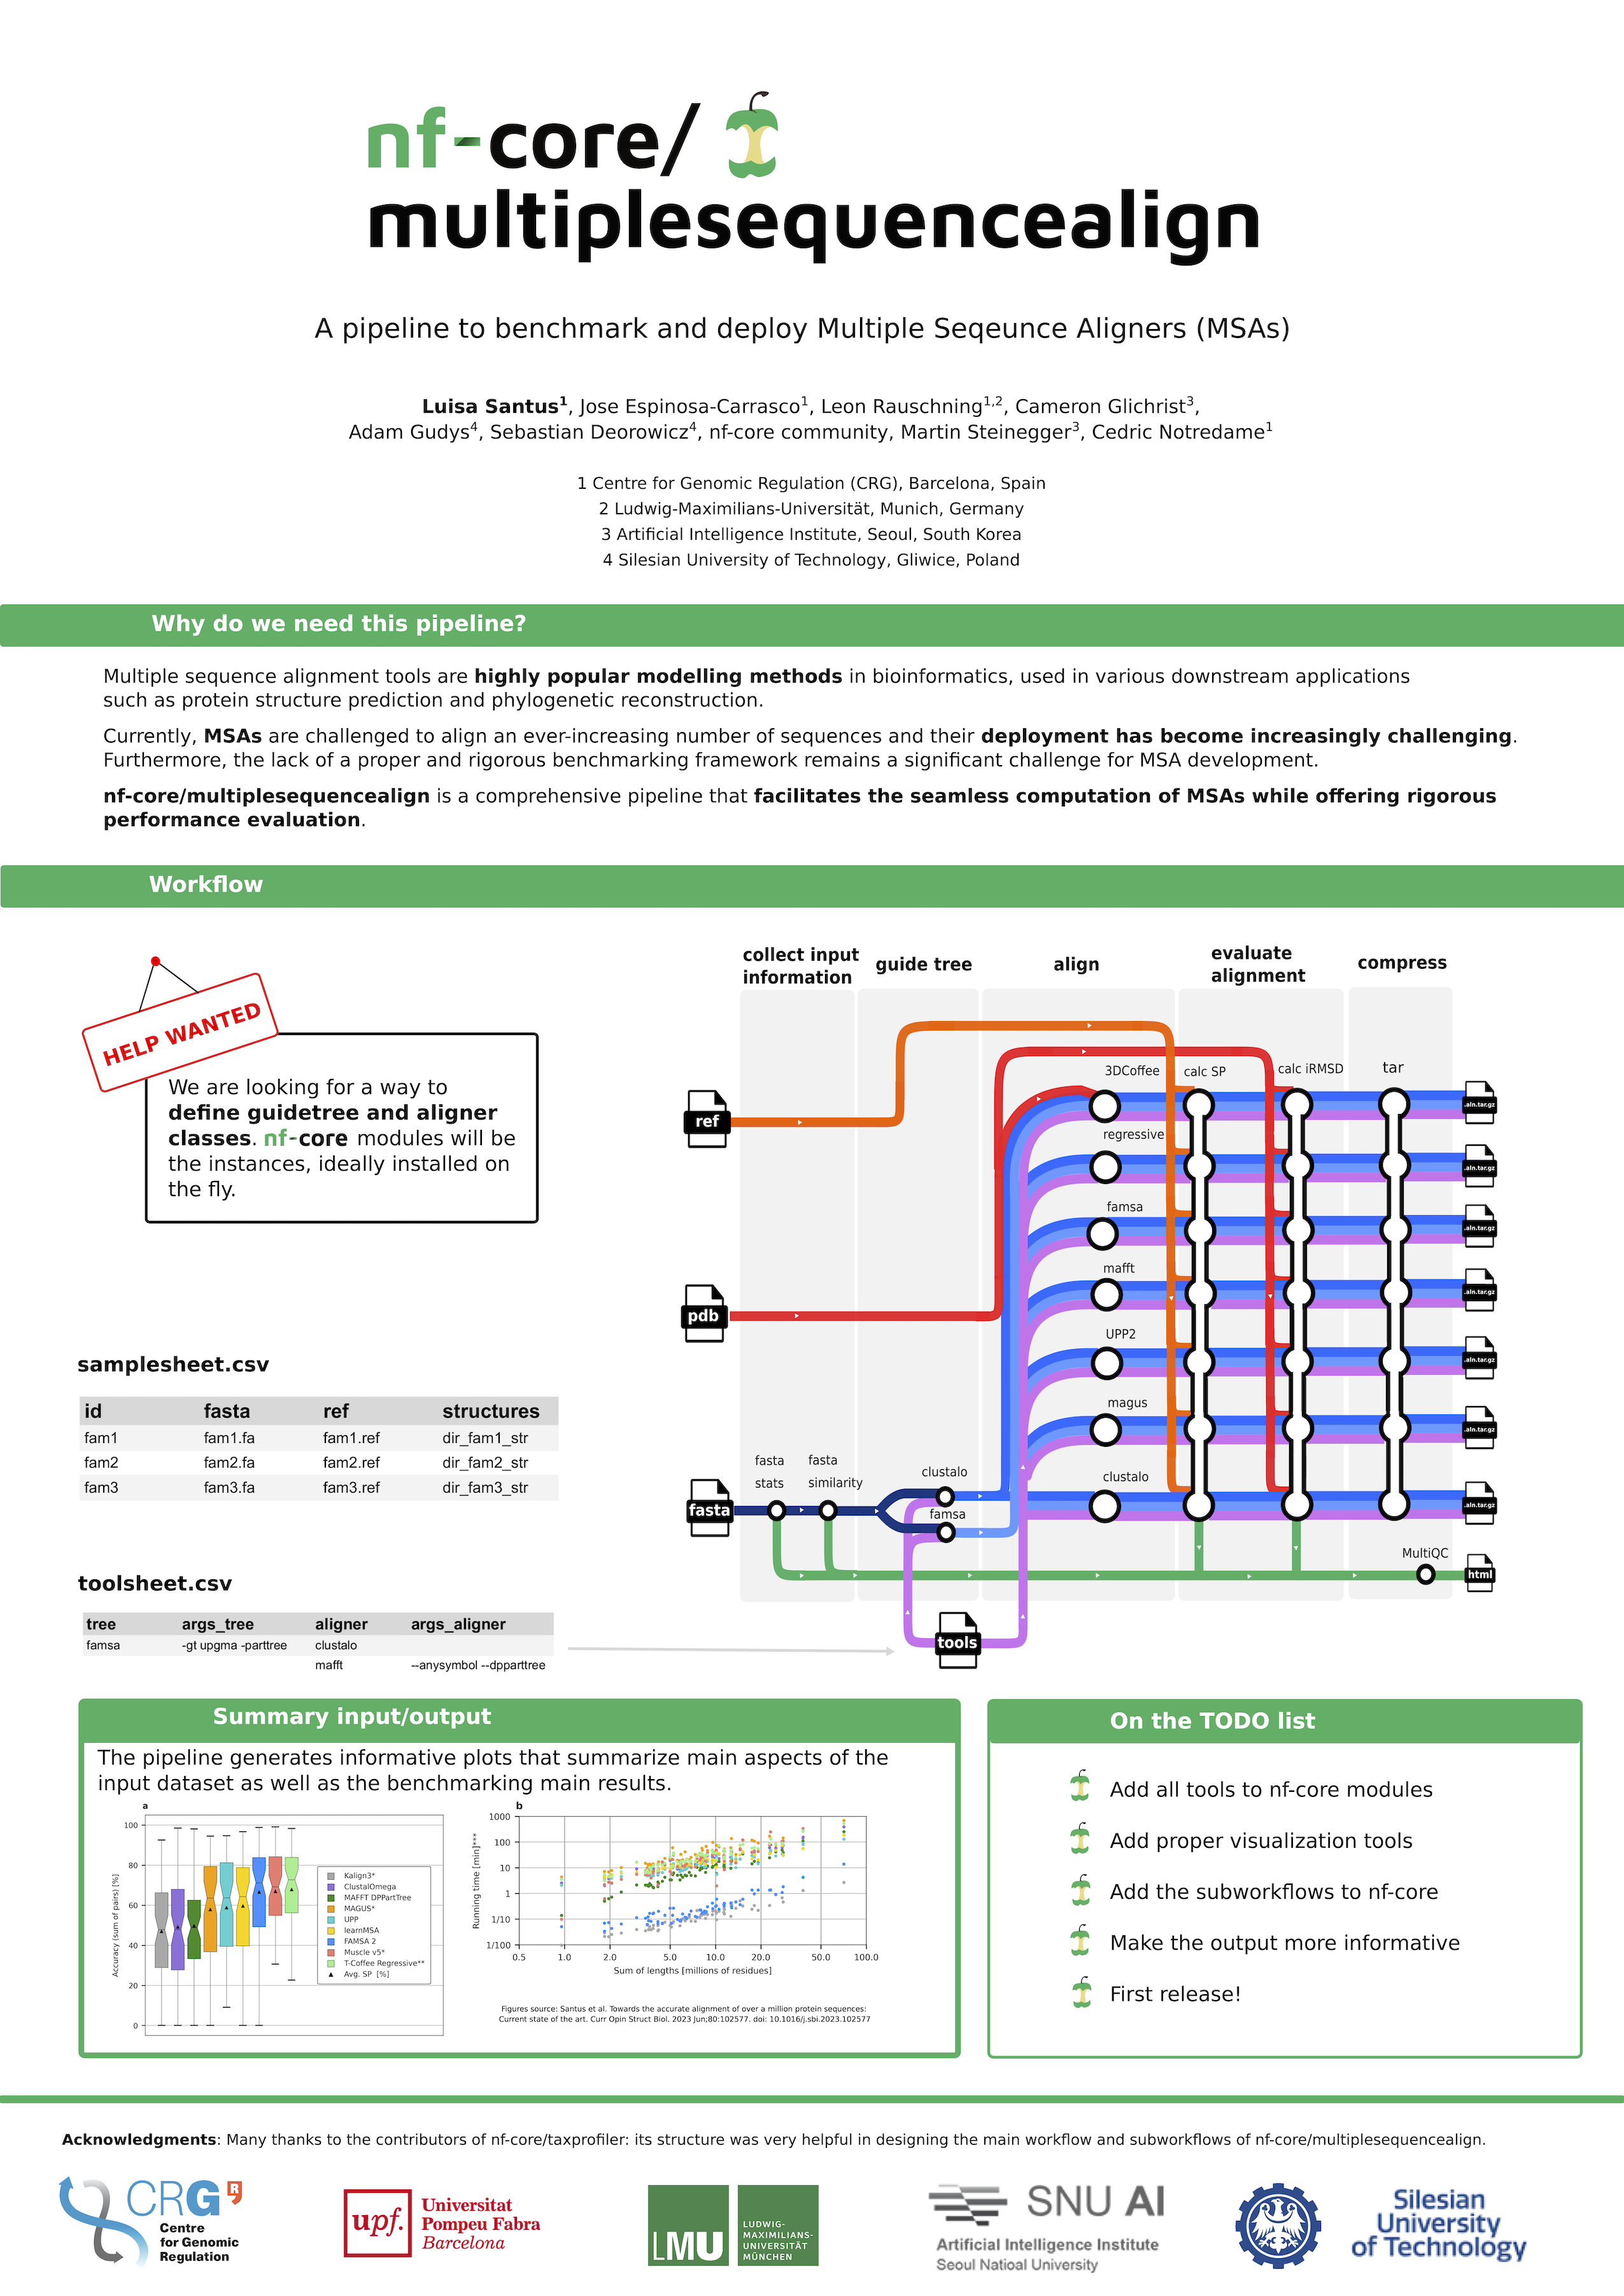 nf-core/
multiplesequencealign
A pipeline to benchmark and deploy Multiple Seqeunce Aligners (MSAs)
Luisa Santus1, Jose Espinosa-Carrasco1, Leon Rauschning1,2, Cameron Glichrist3,
Adam Gudys4, Sebastian Deorowicz4, nf-core community, Martin Steinegger3, Cedric Notredame1
1 Centre for Genomic Regulation (CRG), Barcelona, Spain
2 Ludwig-Maximilians-Universität, Munich, Germany
3 Artificial Intelligence Institute, Seoul, South Korea
4 Silesian University of Technology, Gliwice, Poland
Why do we need this pipeline?
Multiple sequence alignment tools are highly popular modelling methods in bioinformatics, used in various downstream applications
such as protein structure prediction and phylogenetic reconstruction.
Currently, MSAs are challenged to align an ever-increasing number of sequences and their deployment has become increasingly challenging.
Furthermore, the lack of a proper and rigorous benchmarking framework remains a significant challenge for MSA development.
nf-core/multiplesequencealign is a comprehensive pipeline that facilitates the seamless computation of MSAs while offering rigorous
performance evaluation.
Workflow
HELP WANTED
We are looking for a way to
define guidetree and aligner
classes. nf-core modules will be
the instances, ideally installed on
the fly.
samplesheet.csv
id fasta ref structures
fam1 fam1.fa fam1.ref dir_fam1_str
fam2 fam2.fa fam2.ref dir_fam2_str
fam3 fam3.fa fam3.ref dir_fam3_str
toolsheet.csv
tree args_tree aligner args_aligner
famsa -gt upgma -parttree clustalo
mafft --anysymbol --dpparttree
collect input
information
guide tree
align
evaluate
alignment
compress
ref
pdb
fasta
fasta
stats
fasta
similarity
clustalo
famsa
tools
3DCoffee
regressive
famsa
mafft
UPP2
magus
clustalo
calc SP
calc iRMSD
tar
MultiQC
.aln.tar.gz
.aln.tar.gz
.aln.tar.gz
.aln.tar.gz
.aln.tar.gz
.aln.tar.gz
.aln.tar.gz
html
Summary input/output
The pipeline generates informative plots that summarize main aspects of the
input dataset as well as the benchmarking main results.
a
Accuracy (sum of pairs) [%]
100
80
60
40
20
0
Kalign3*
ClustalOmega
MAFFT DPPartTree
MAGUS*
UPP
learnMSA
FAMSA 2
Muscle v5*
T-Coffee Regressive**
Avg. SP [%]
b
Running time [min]***
1000
100
10
1
1/10
1/100
0.5 1.0 2.0 5.0 10.0 20.0 50.0 100.0
Sum of lengths [millions of residues]
Figures source: Santus et al. Towards the accurate alignment of over a million protein sequences:
Current state of the art. Curr Opin Struct Biol. 2023 Jun;80:102577. doi: 10.1016/j.sbi.2023.102577
On the TODO list
Add all tools to nf-core modules
Add proper visualization tools
Add the subworkflows to nf-core
Make the output more informative
First release!
Acknowledgments: Many thanks to the contributors of nf-core/taxprofiler: its structure was very helpful in designing the main workflow and subworkflows of nf-core/multiplesequencealign.
CRG R
Centre
for Genomic
Regulation
upf.
Universitat
Pompeu Fabra
Barcelona
LMU
LUDWIG-
MAXIMILIANS-
UNIVERSITÄT
MÜNCHEN
SNU AI
Artificial Intelligence Institute
Seoul Natioal University
Silesian
University
of Technology